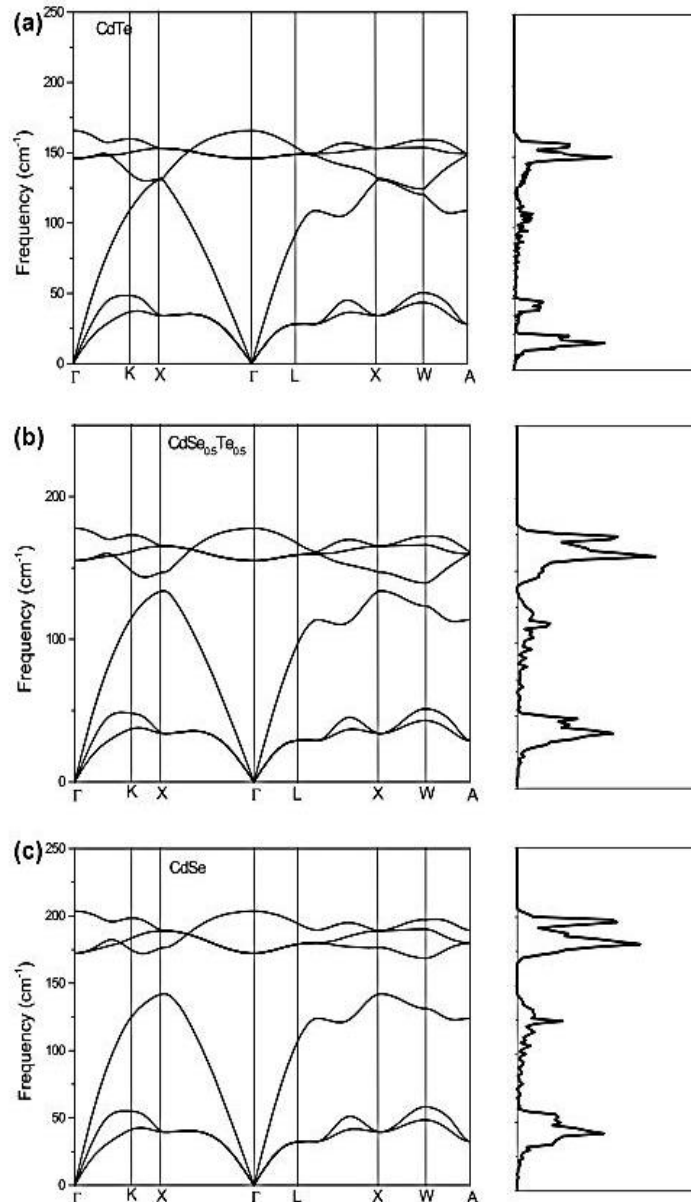 (a)
CdTe
250
200
150
100
50
0
Frequency (cm⁻¹)
Γ K X Γ L X W A
(b)
CdSe₀.₅Te₀.₅
200
100
0
Frequency (cm⁻¹)
Γ K X Γ L X W A
(c)
CdSe
250
200
150
100
50
0
Frequency (cm⁻¹)
Γ K X Γ L X W A